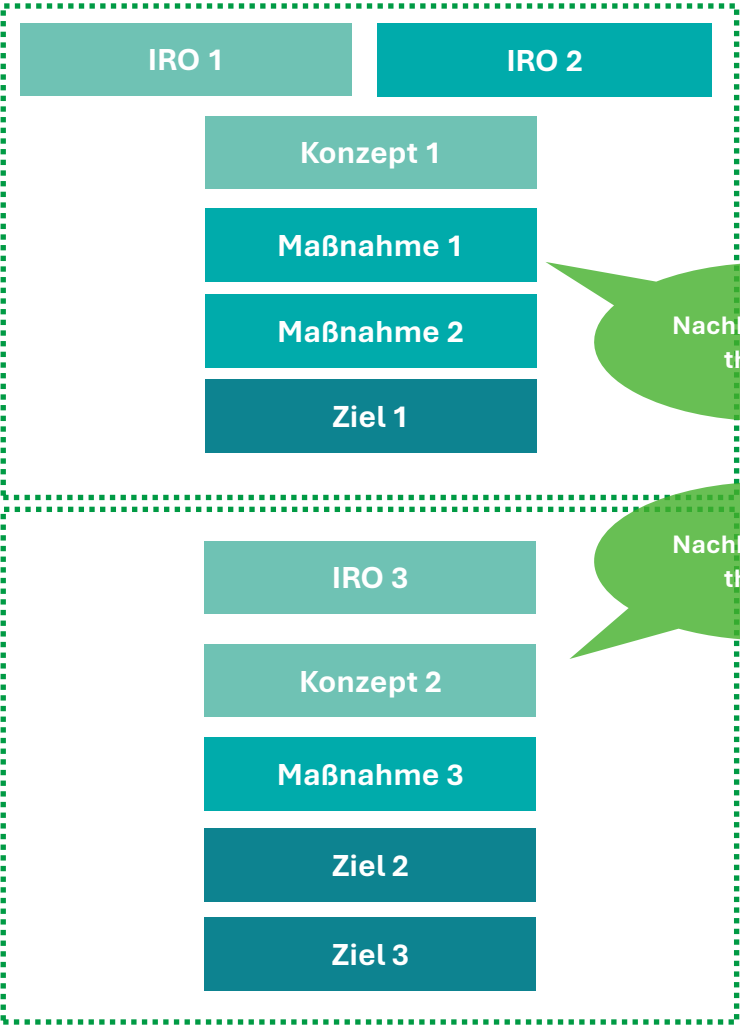 IRO 1
IRO 2
Konzept 1
Maßnahme 1
Maßnahme 2
Ziel 1
IRO 3
Konzept 2
Maßnahme 3
Ziel 2
Ziel 3